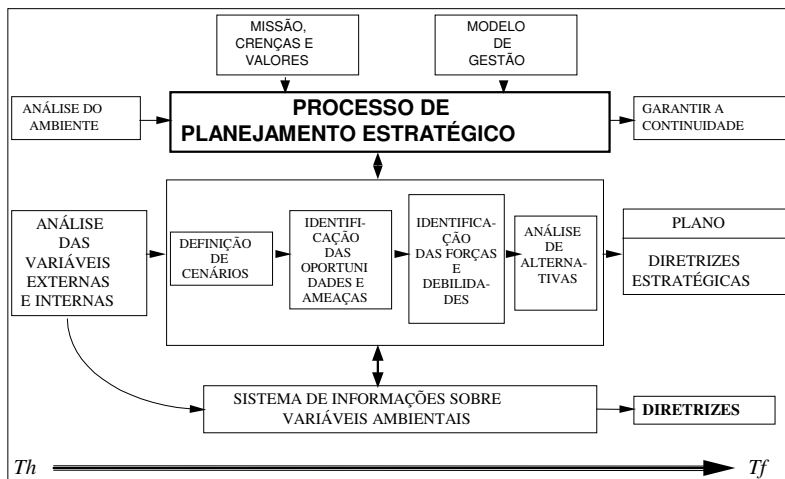 MISSÃO,
CRENÇAS E
VALORES
MODELO
DE
GESTÃO
ANÁLISE DO
AMBIENTE
PROCESSO DE
PLANEJAMENTO ESTRATÉGICO
GARANTIR A
CONTINUIDADE
ANÁLISE
DAS
VARIÁVEIS
EXTERNAS
E INTERNAS
DEFINIÇÃO
DE
CENÁRIOS
IDENTIFI-
CAÇÃO
DAS
OPORTUNI
DADES E
AMEAÇAS
IDENTIFICA-
ÇÃO
DAS FORÇAS
E
DEBILIDA-
DES
ANÁLISE
DE
ALTERNA-
TIVAS
PLANO
DIRETRIZES
ESTRATÉGICAS
SISTEMA DE INFORMAÇÕES SOBRE
VARIÁVEIS AMBIENTAIS
DIRETRIZES
Th
Tf